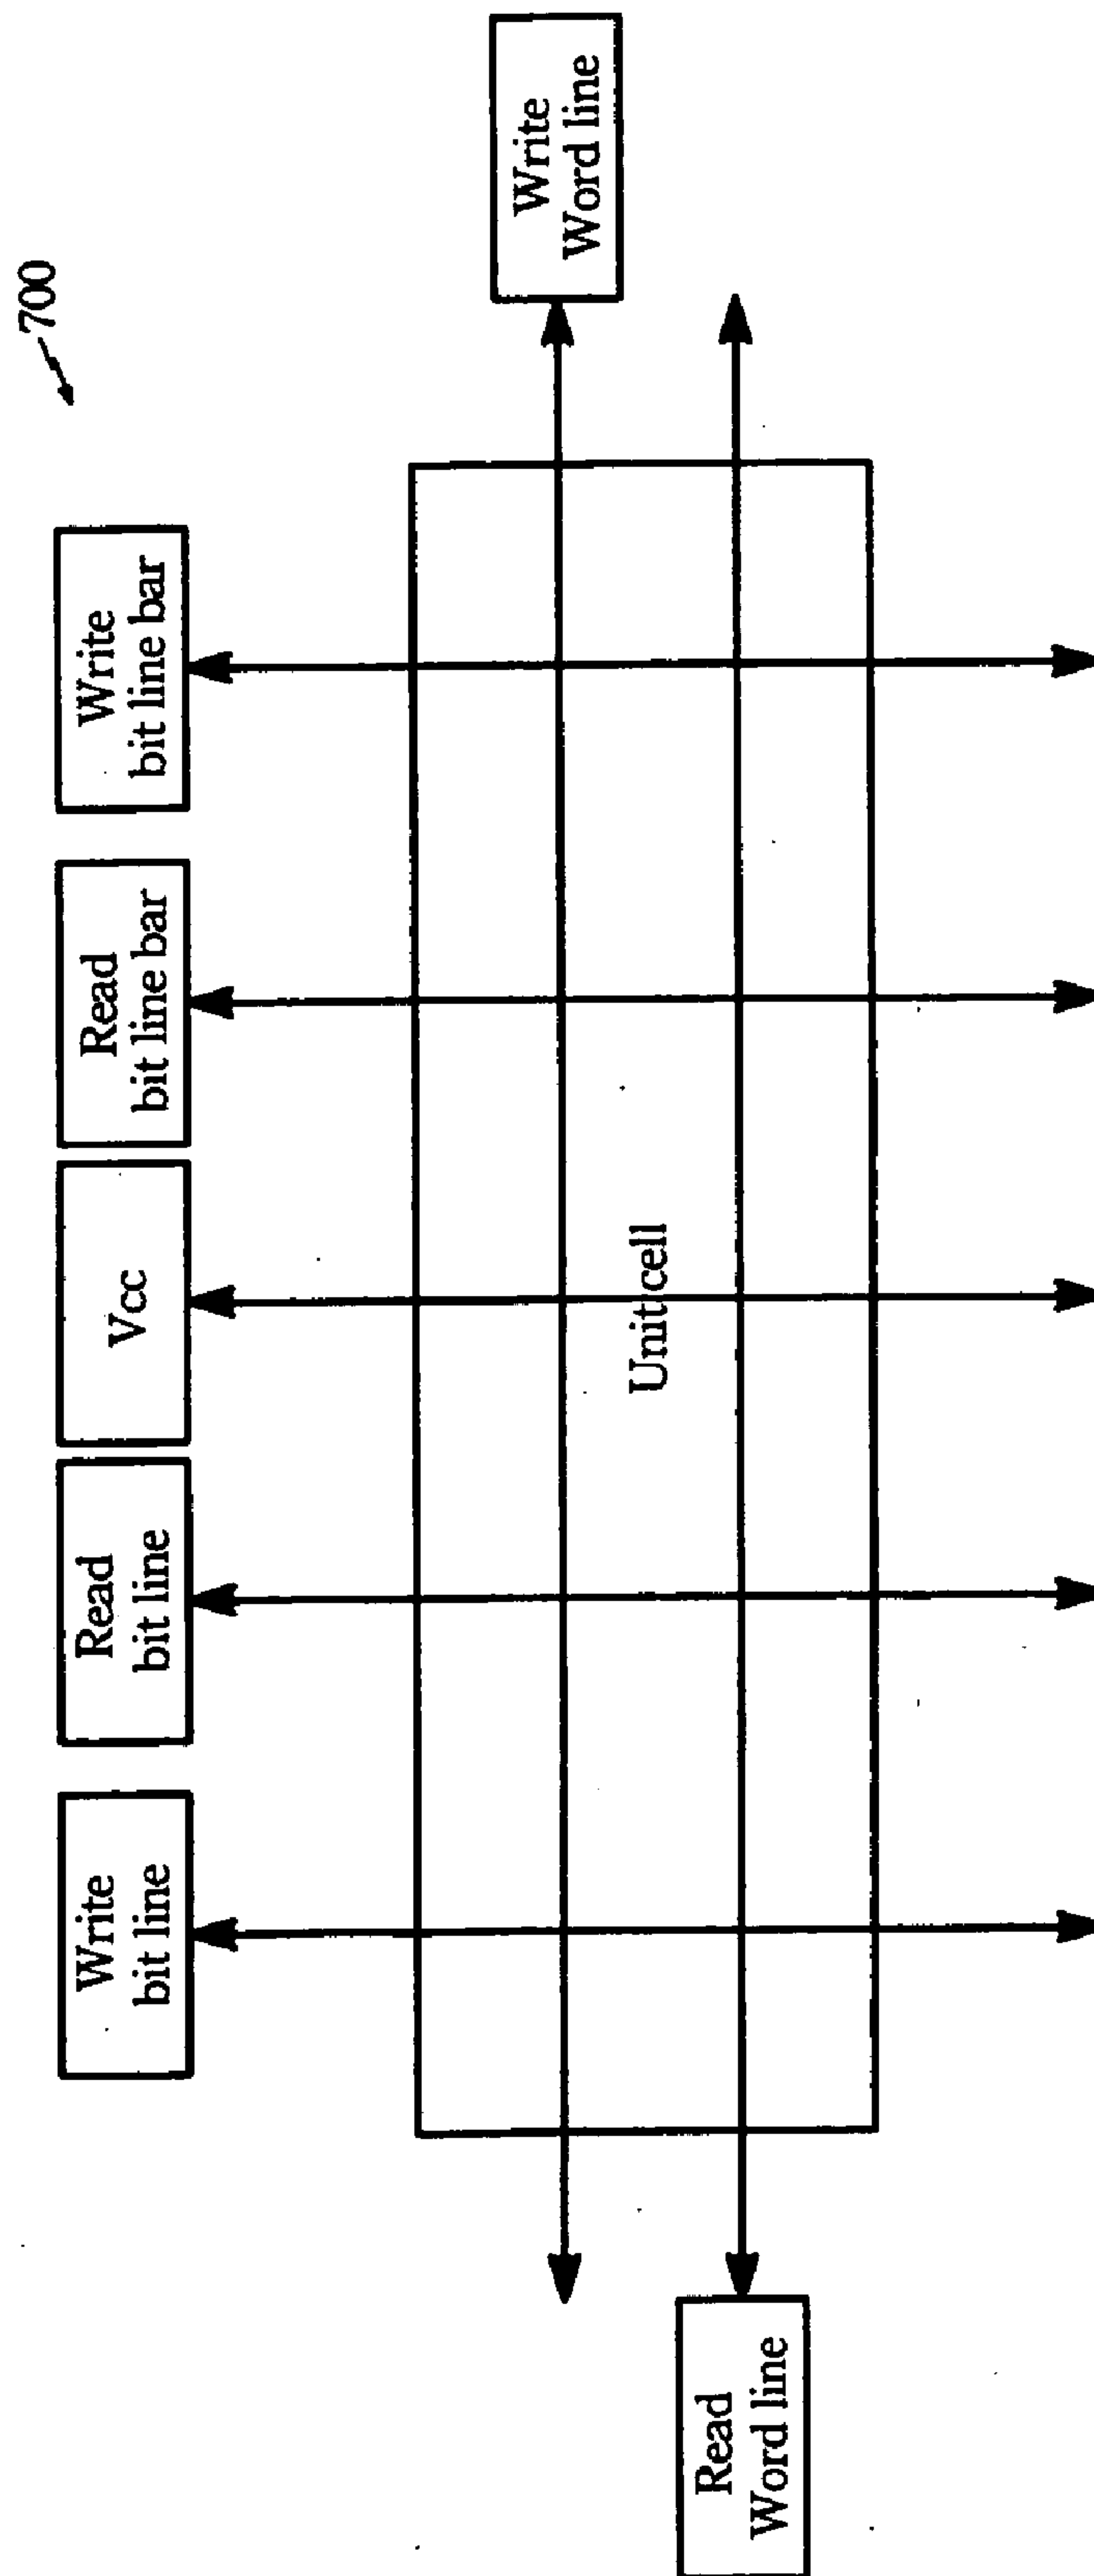 700
Write
bit line
Read
bit line
Vcc
Read
bit line bar
Write
bit line bar
Write
Word line
Unit cell
Read
Word line